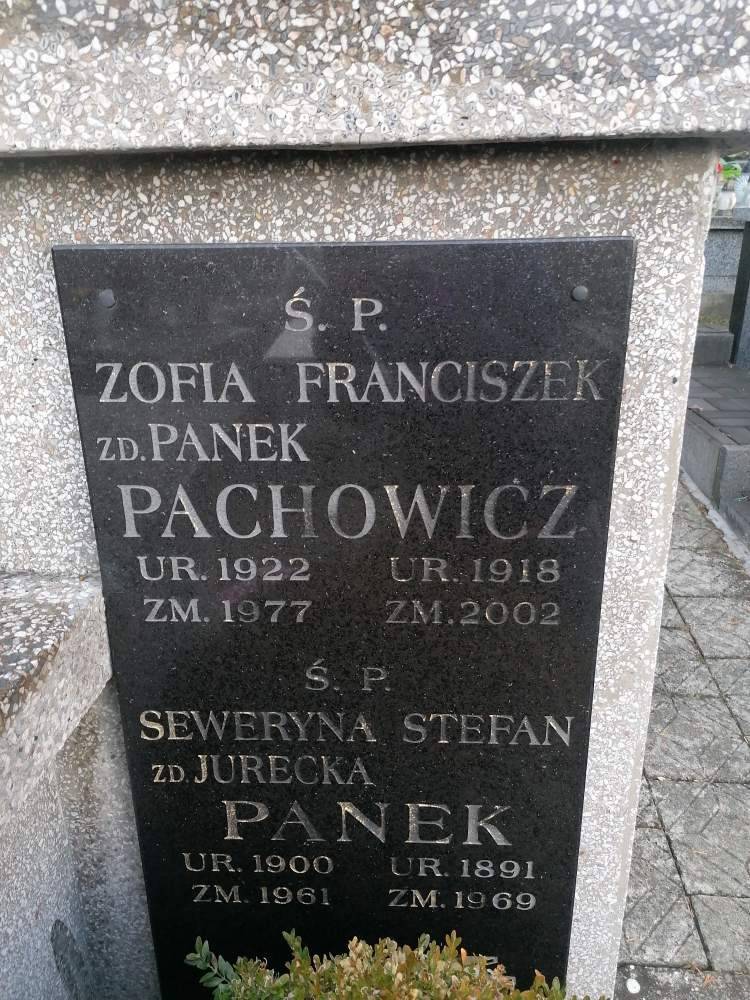 Ś. P.
ZOFIA FRANCISZEK
ZD. PANEK
PACHOWICZ
UR. 1922 UR. 1918
ZM. 1977 ZM. 2002
Ś. P.
SEWERYNA STEFAN
ZD. JURECKA
PANEK
UR. 1900 UR. 1891
ZM. 1961 ZM. 1969